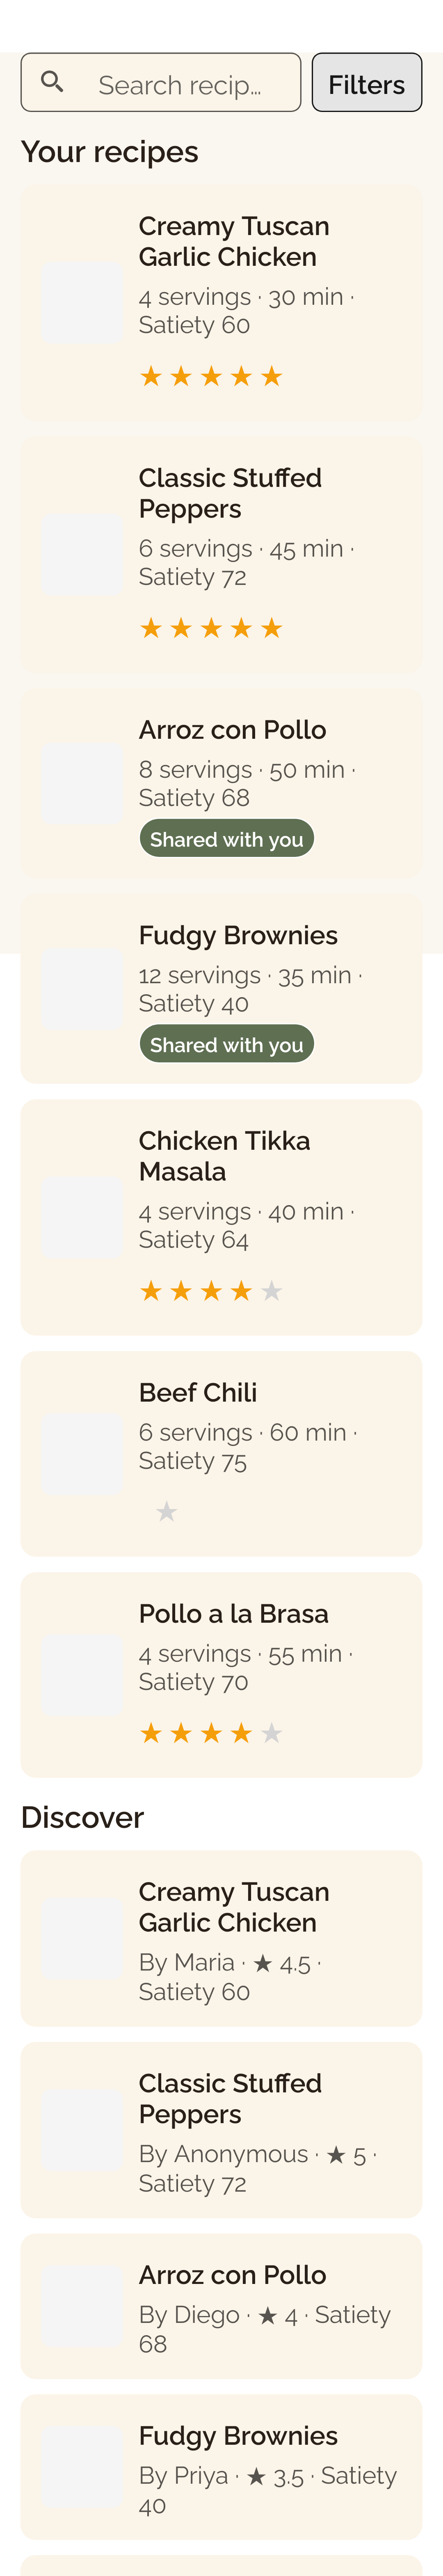 Search recip...
Filters
Your recipes
Creamy Tuscan
Garlic Chicken
4 servings · 30 min ·
Satiety 60
★ ★ ★ ★ ★
Classic Stuffed
Peppers
6 servings · 45 min ·
Satiety 72
★ ★ ★ ★ ★
Arroz con Pollo
8 servings · 50 min ·
Satiety 68
Shared with you
Fudgy Brownies
12 servings · 35 min ·
Satiety 40
Shared with you
Chicken Tikka
Masala
4 servings · 40 min ·
Satiety 64
★ ★ ★ ★ ★
Beef Chili
6 servings · 60 min ·
Satiety 75
★
Pollo a la Brasa
4 servings · 55 min ·
Satiety 70
★ ★ ★ ★ ★
Discover
Creamy Tuscan
Garlic Chicken
By Maria · ★ 4.5 ·
Satiety 60
Classic Stuffed
Peppers
By Anonymous · ★ 5 ·
Satiety 72
Arroz con Pollo
By Diego · ★ 4 · Satiety
68
Fudgy Brownies
By Priya · ★ 3.5 · Satiety
40